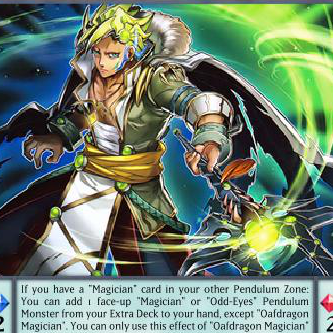 If you have a "Magician" card in your other Pendulum Zone:
You can add 1 face-up "Magician" or "Odd-Eyes" Pendulum
Monster from your Extra Deck to your hand, except "Oafdragon
Magician". You can only use this effect of "Oafdragon Magician"
2